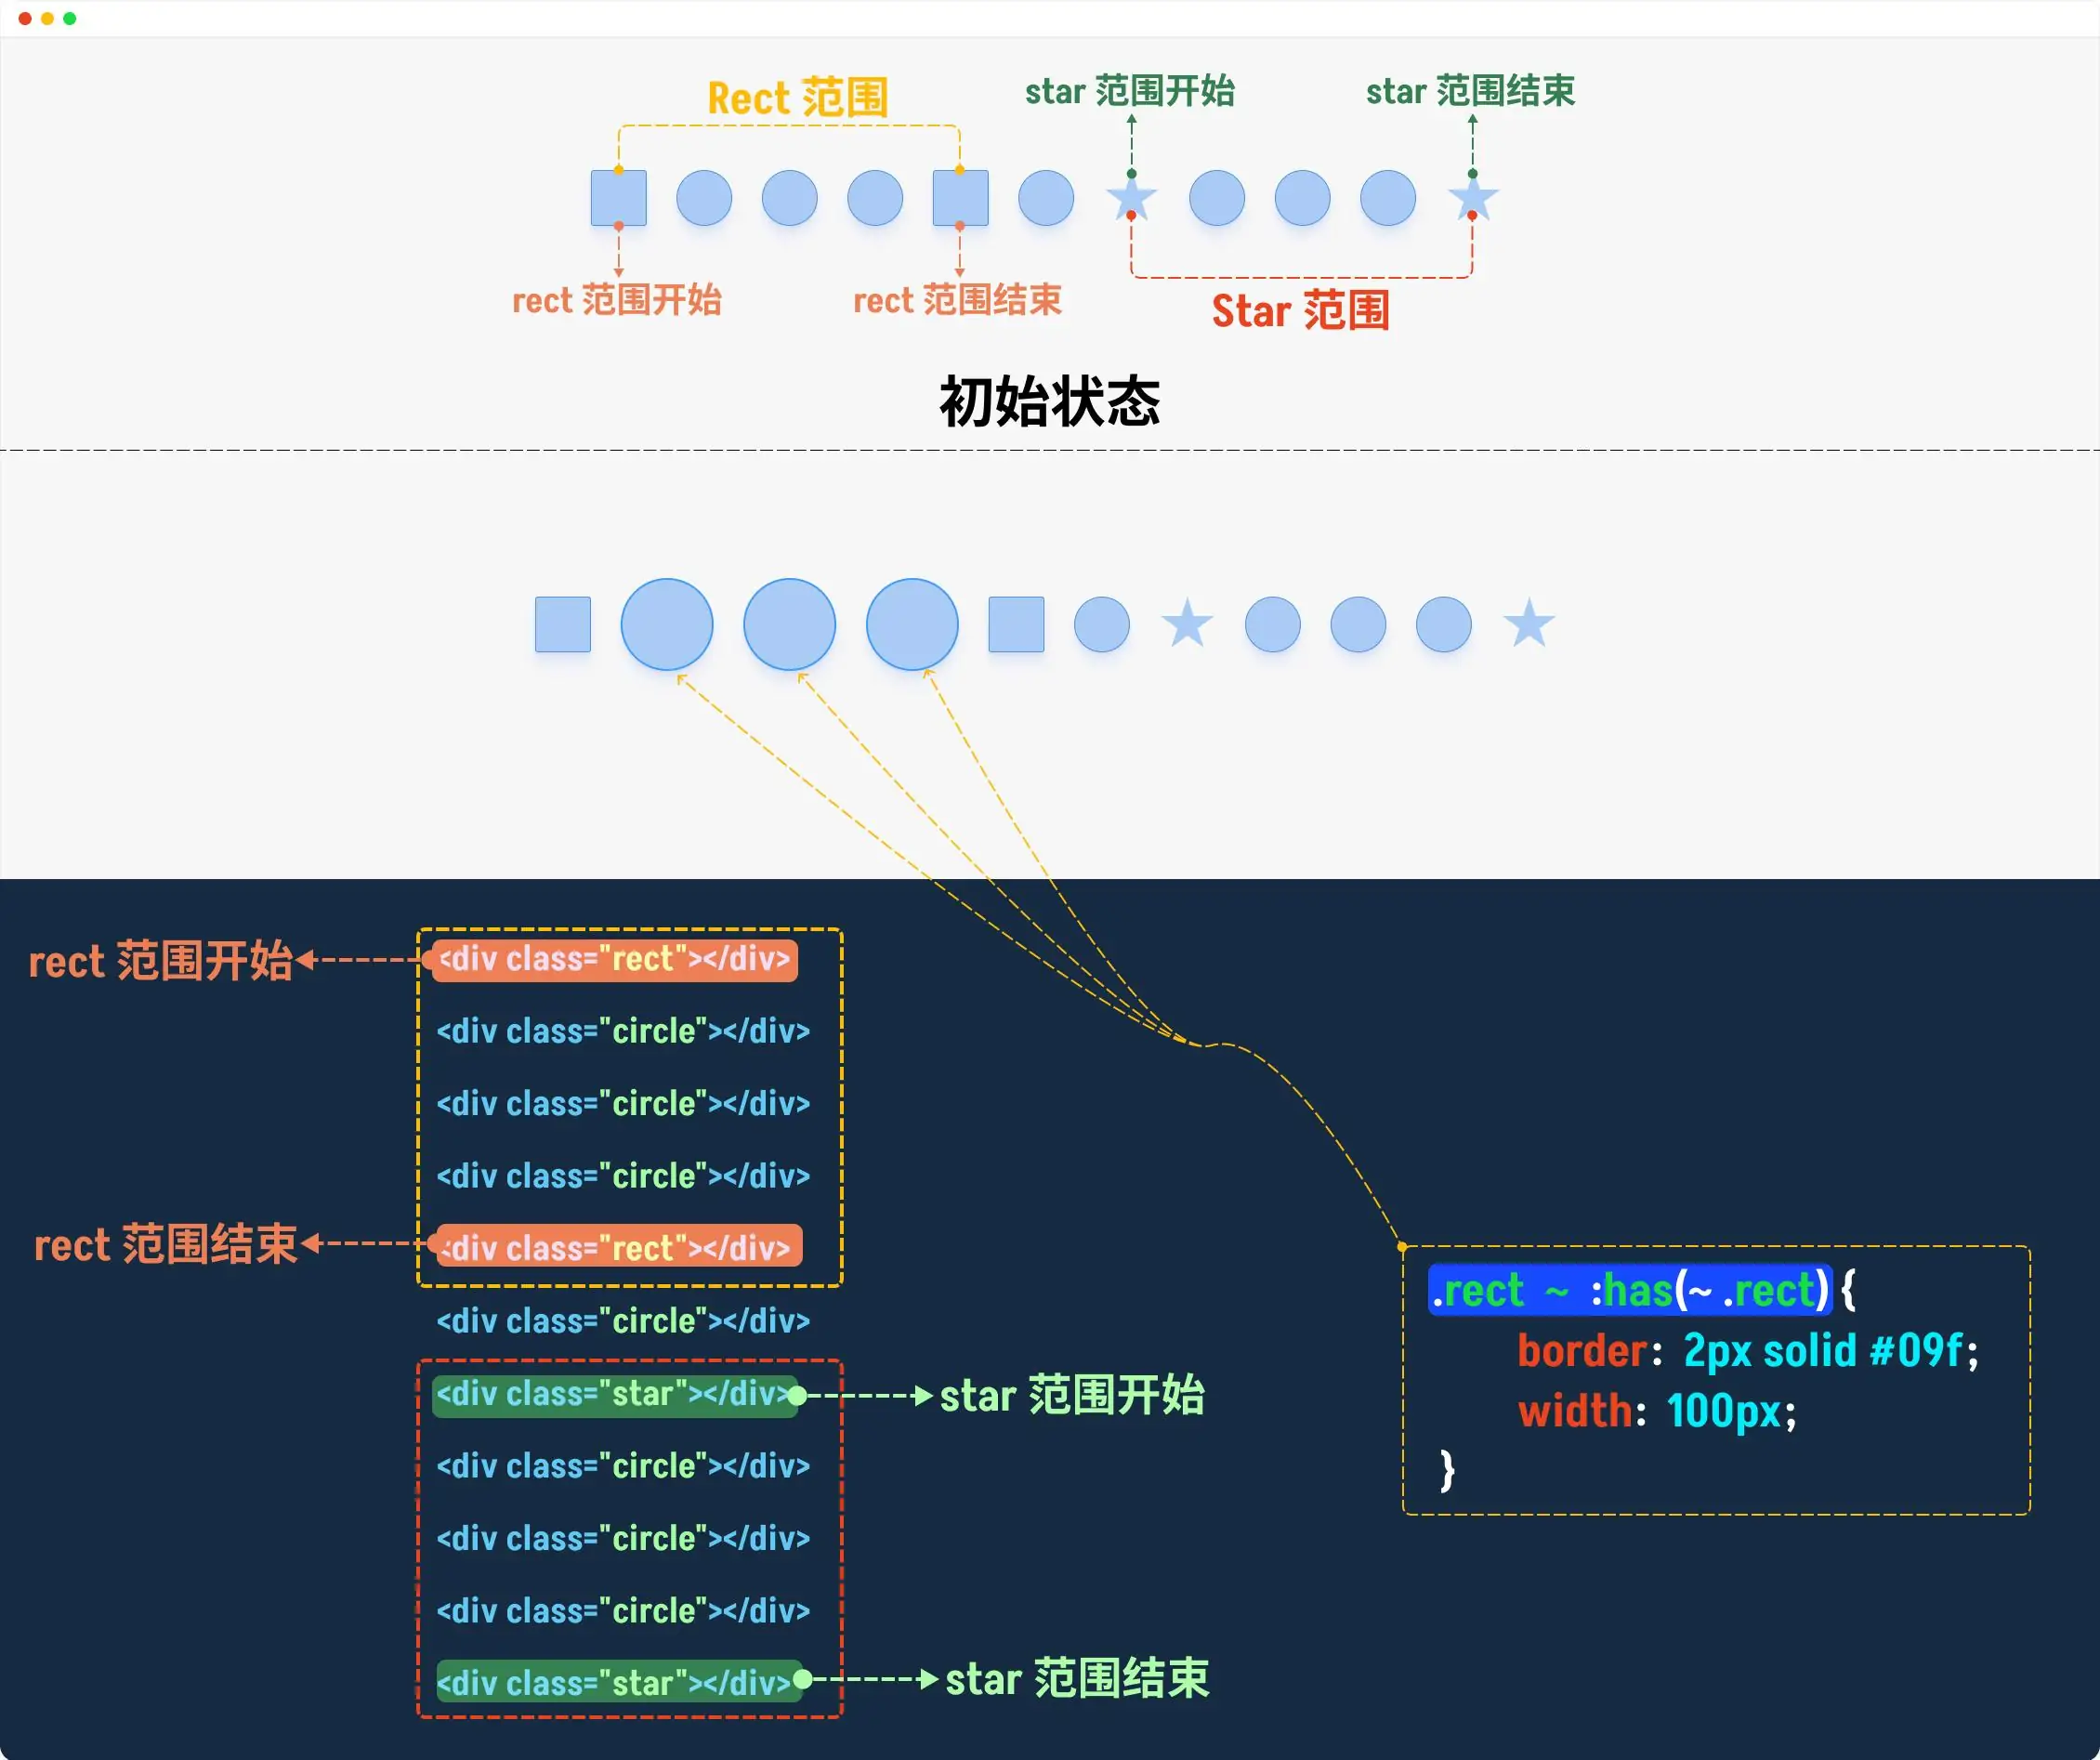 Rect 范围
star 范围开始
star 范围结束
rect 范围开始
rect 范围结束
Star 范围
初始状态
rect 范围开始
<div class="rect"></div>
<div class="circle"></div>
<div class="circle"></div>
<div class="circle"></div>
rect 范围结束
<div class="rect"></div>
<div class="circle"></div>
<div class="star"></div>
star 范围开始
<div class="circle"></div>
<div class="circle"></div>
<div class="circle"></div>
<div class="star"></div>
star 范围结束
.rect ~ :has(~ .rect) {
border: 2px solid #09f;
width: 100px;
}